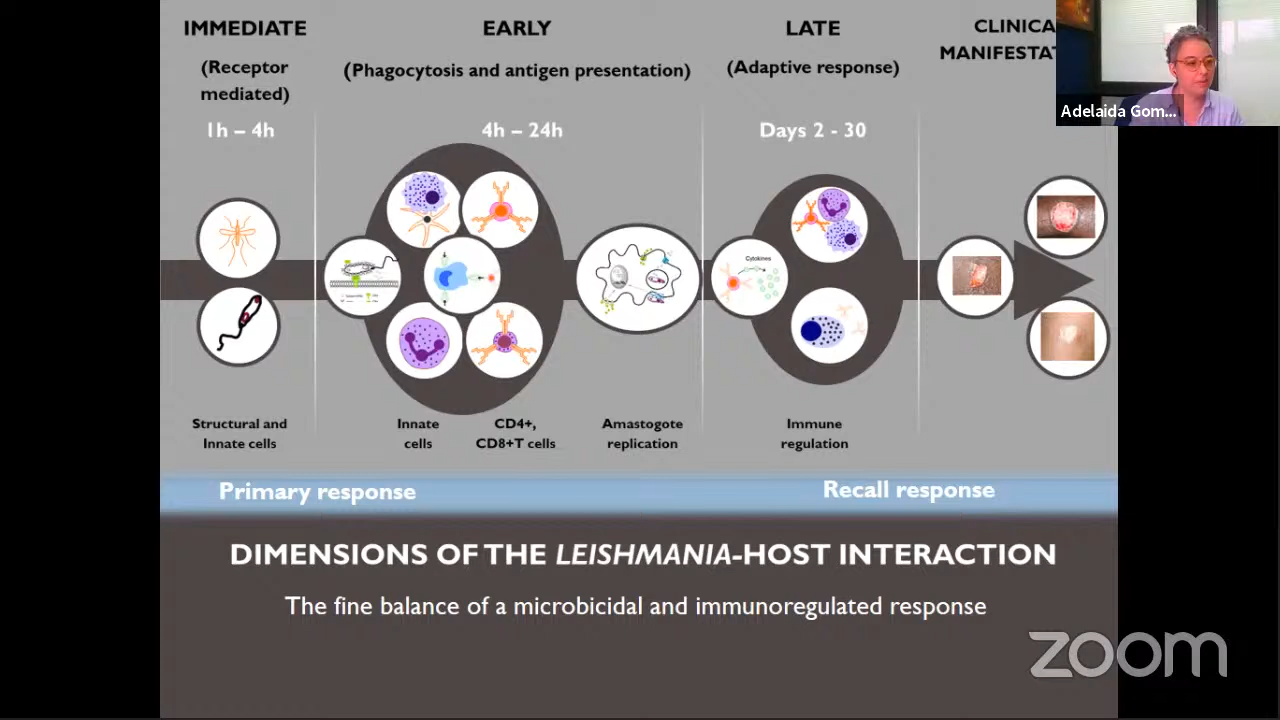 IMMEDIATE
(Receptor
mediated)
1h – 4h
EARLY
(Phagocytosis and antigen presentation)
4h – 24h
LATE
(Adaptive response)
Days 2 - 30
CLINICA
MANIFESTAT
Adelaida Gom...
Cytokines
Structural and
Innate cells
Innate
cells
CD4+,
CD8+T cells
Amastogote
replication
Immune
regulation
Primary response
Recall response
DIMENSIONS OF THE LEISHMANIA-HOST INTERACTION
The fine balance of a microbicidal and immunoregulated response
zoom